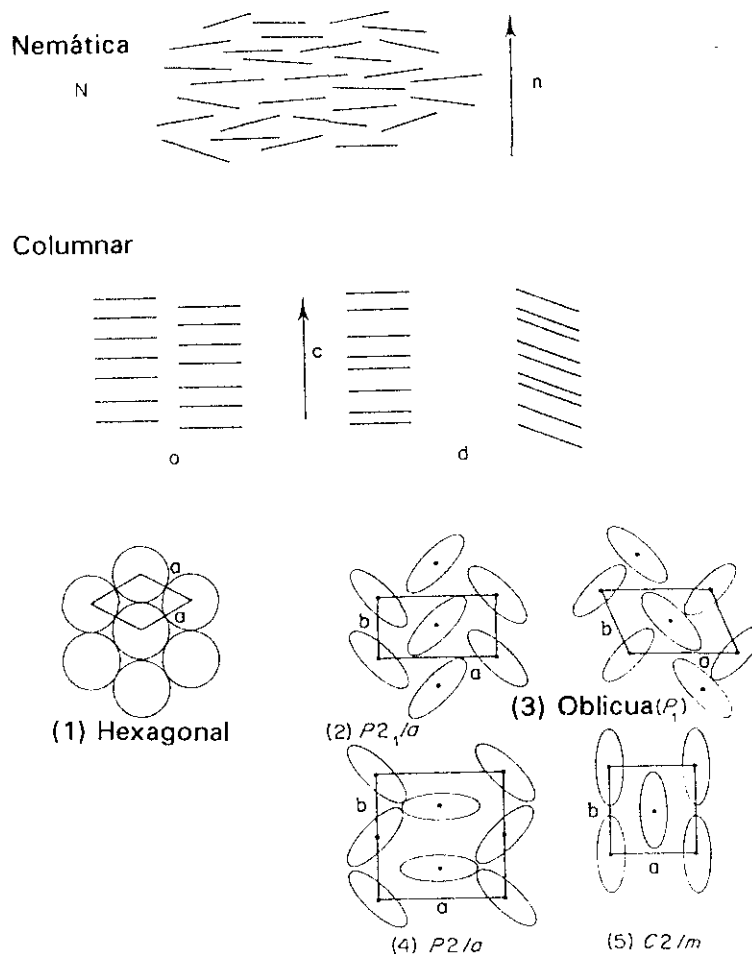 Nemática
N
n
Columnar
c
o
d
a
a
b
a
b
a
(1) Hexagonal
(2) P2₁/a
(3) Oblicua (P₁)
b
a
b
a
(4) P2/a
(5) C2/m